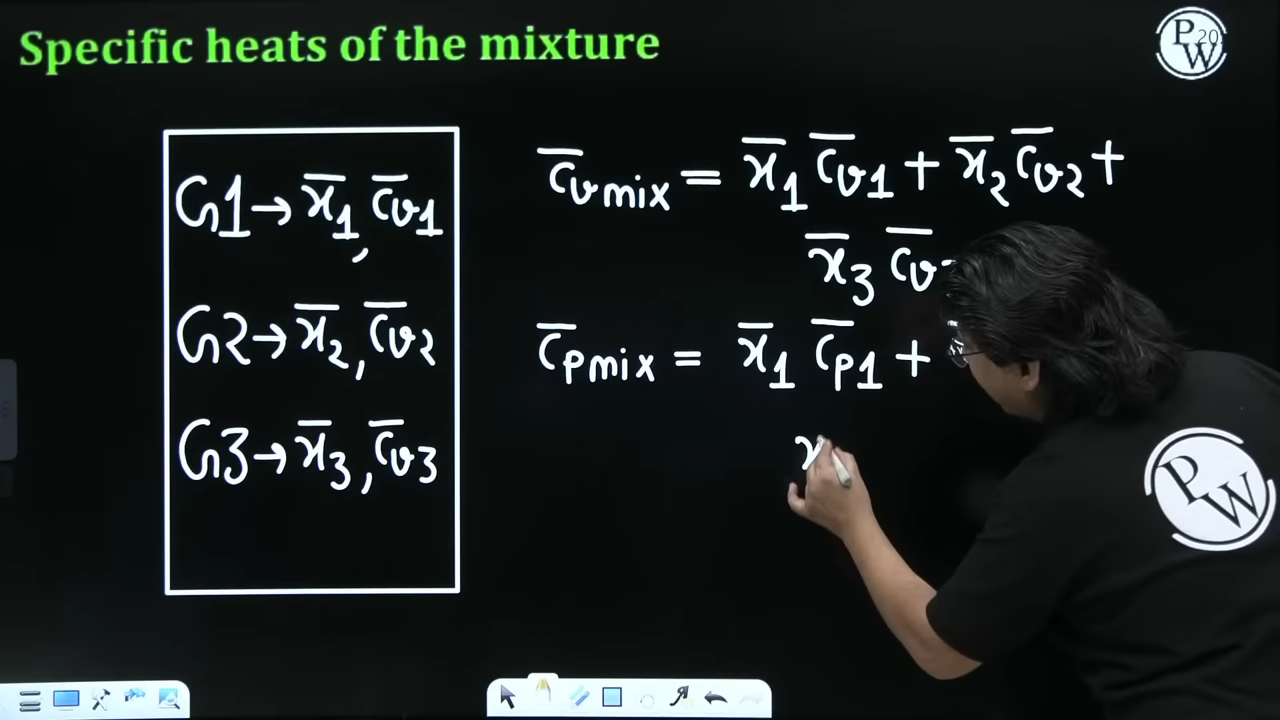 Specific heats of the mixture
PW
20
G1→ x̅₁, c̅ᵥ₁
G2→ x̅₂, c̅ᵥ₂
G3→ x̅₃, c̅ᵥ₃
c̅ᵥ mix = x̅₁ c̅ᵥ₁ + x̅₂ c̅ᵥ₂ +
x̅₃ c̅ᵥ
c̅ₚ mix = x̅₁ c̅ₚ₁ +
x
PW